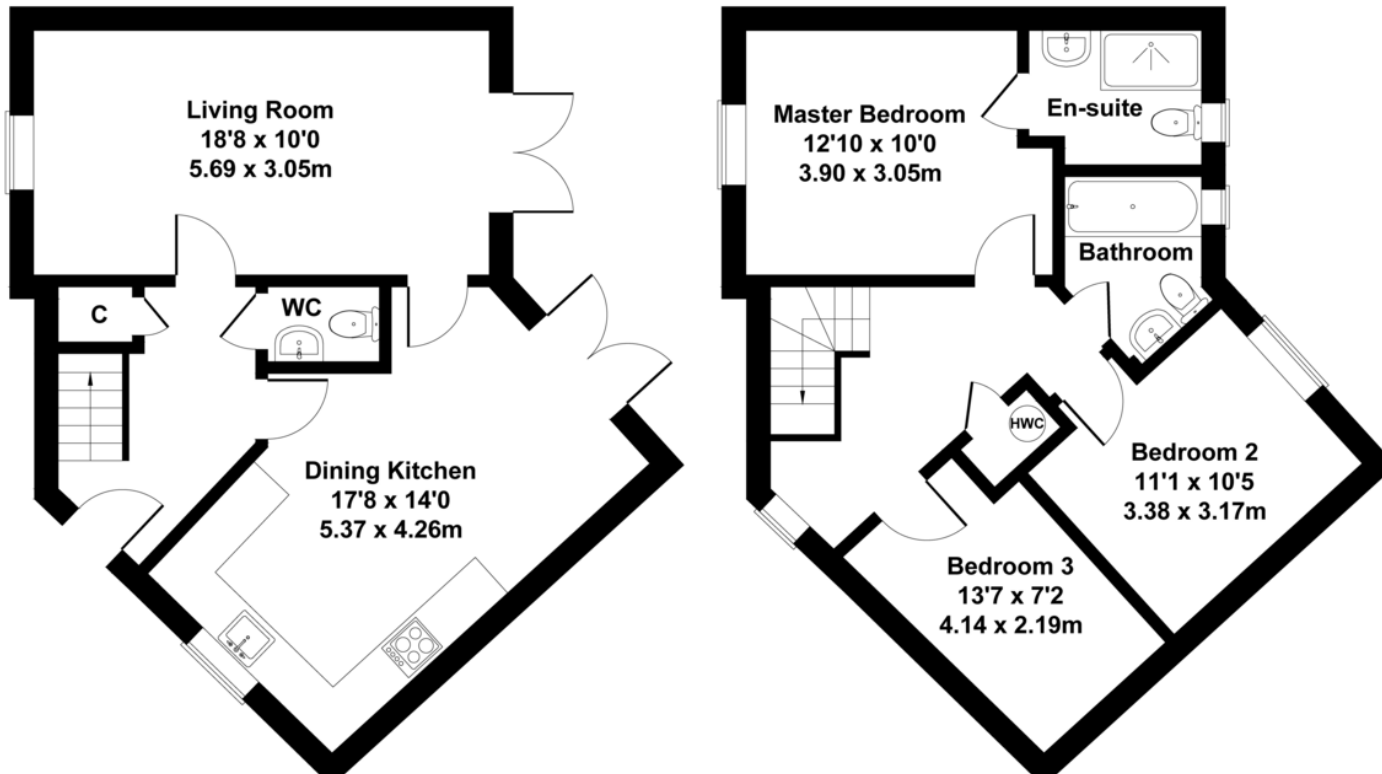 Living Room
18'8 x 10'0
5.69 x 3.05m
C
WC
Dining Kitchen
17'8 x 14'0
5.37 x 4.26m
Master Bedroom
12'10 x 10'0
3.90 x 3.05m
En-suite
Bathroom
HWC
Bedroom 2
11'1 x 10'5
3.38 x 3.17m
Bedroom 3
13'7 x 7'2
4.14 x 2.19m